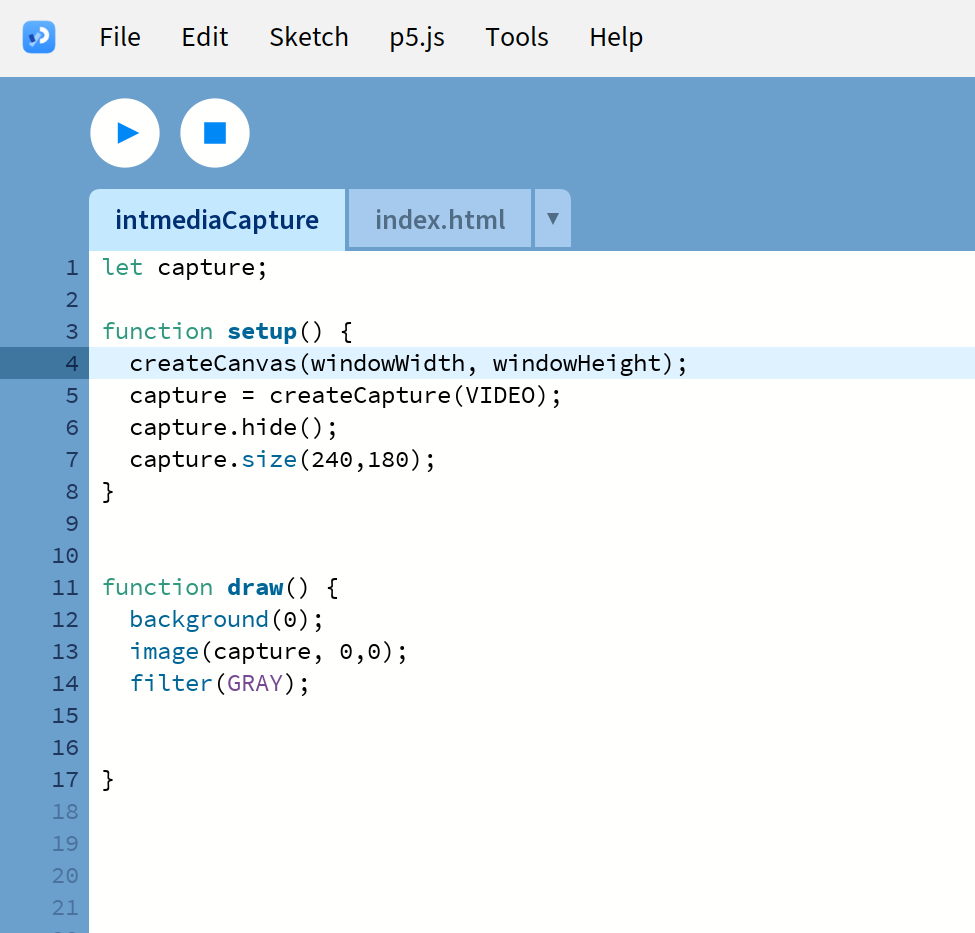 File Edit Sketch p5.js Tools Help
intmediaCapture index.html ▼
1 let capture;
2
3 function setup() {
4 createCanvas(windowWidth, windowHeight);
5 capture = createCapture(VIDEO);
6 capture.hide();
7 capture.size(240,180);
8 }
9
10
11 function draw() {
12 background(0);
13 image(capture, 0,0);
14 filter(GRAY);
15
16
17 }
18
19
20
21